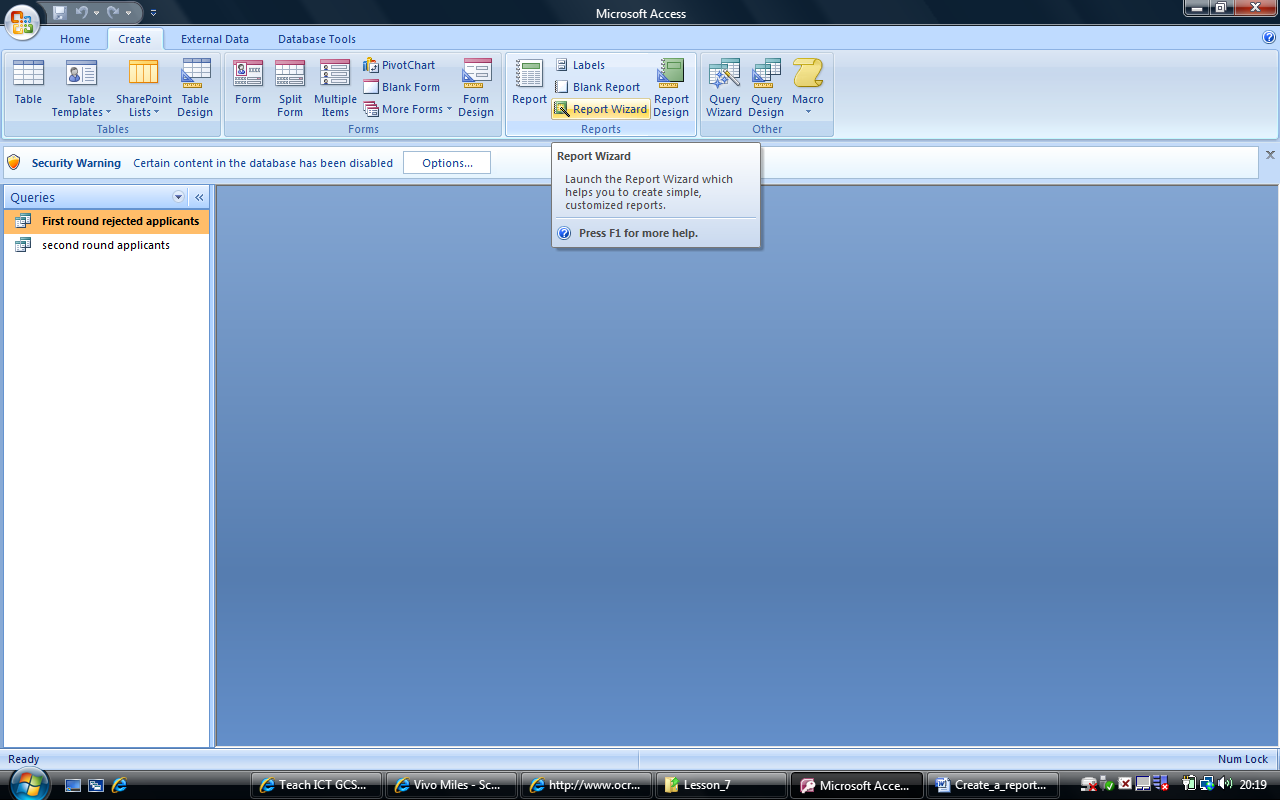 Microsoft Access
Home Create External Data Database Tools
Table
Table Templates
SharePoint Lists
Table Design
Tables
Form
Split Form
Multiple Items
PivotChart
Blank Form
More Forms
Form Design
Forms
Report
Labels
Blank Report
Report Wizard
Report Design
Reports
Query Wizard
Query Design
Macro
Other
Security Warning Certain content in the database has been disabled Options...
Report Wizard
Launch the Report Wizard which
helps you to create simple,
customized reports.
Press F1 for more help.
Queries
First round rejected applicants
second round applicants
Ready Num Lock
Teach ICT GCS... Vivo Miles - Sc... http://www.ocr... Lesson_7 Microsoft Acce... Create_a_report... 20:19